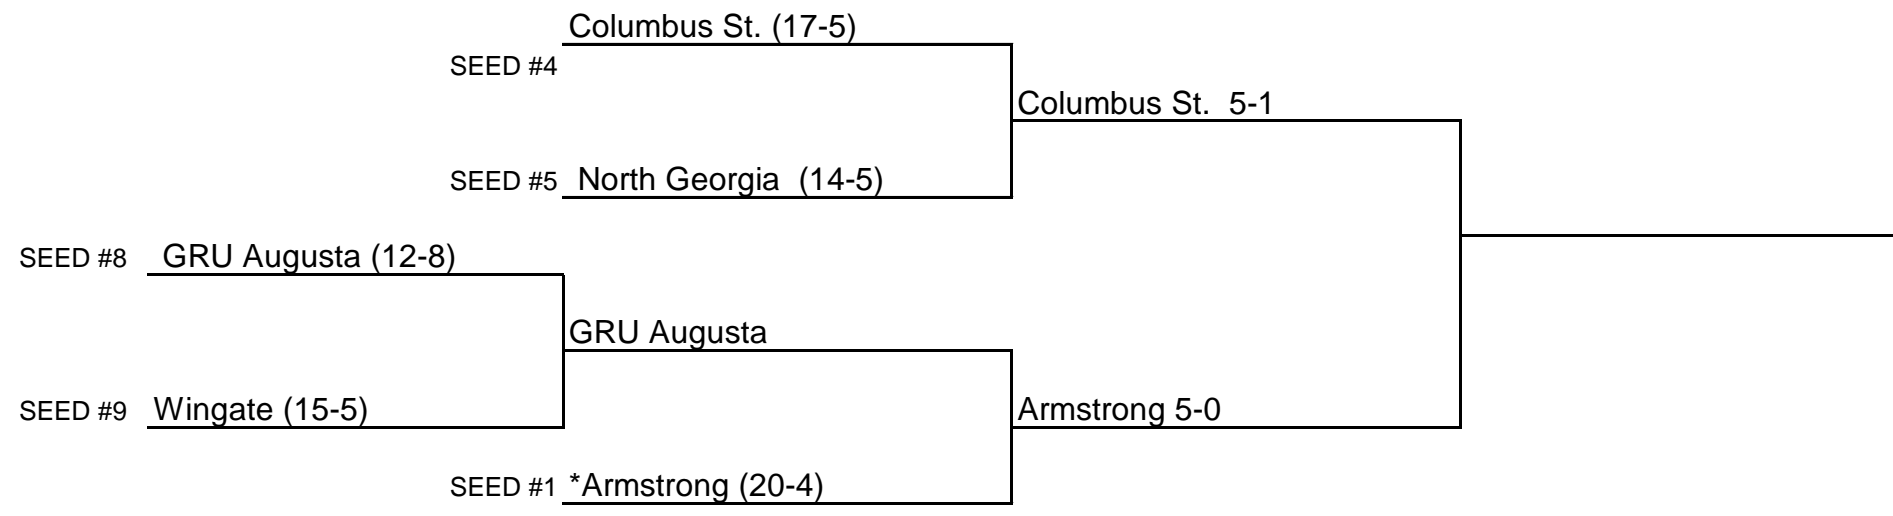 Columbus St. (17-5)
SEED #4
Columbus St.  5-1
SEED #5 North Georgia  (14-5)
SEED #8 GRU Augusta (12-8)
GRU Augusta
SEED #9 Wingate (15-5)
Armstrong 5-0
SEED #1 *Armstrong (20-4)